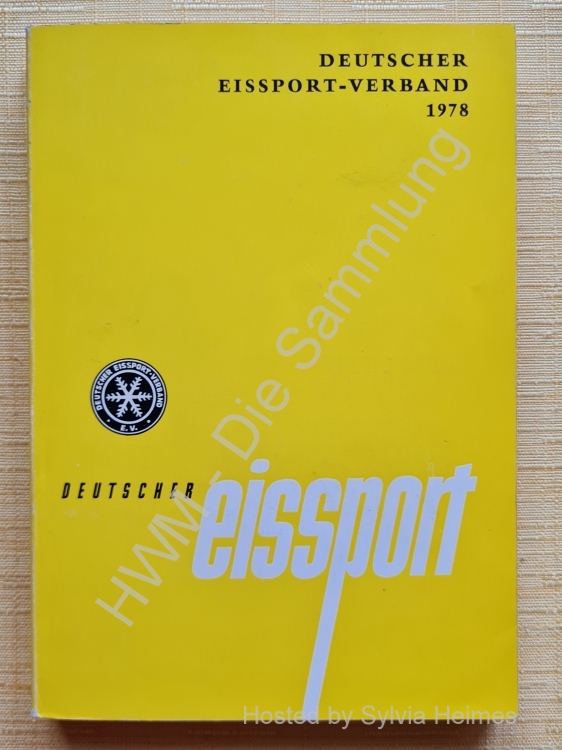 DEUTSCHER
EISSPORT-VERBAND
1978
HWM - Die Sammlung
DEUTSCHER EISSPORT-VERBAND
E.V.
DEUTSCHER eissport
Hosted by Sylvia Heimes